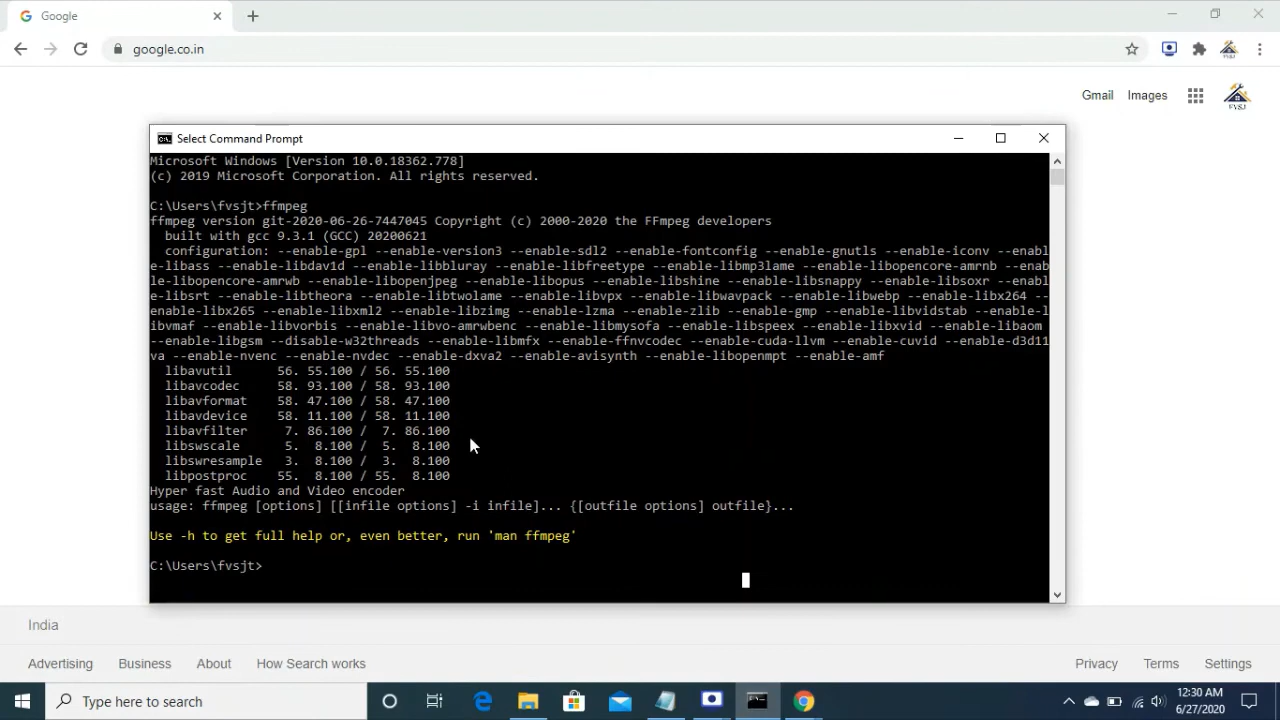 Google
google.co.in
Gmail Images
FVSJ
Select Command Prompt
Microsoft Windows [Version 10.0.18362.778]
(c) 2019 Microsoft Corporation. All rights reserved.
C:\Users\fvsjt>ffmpeg
ffmpeg version git-2020-06-26-7447045 Copyright (c) 2000-2020 the FFmpeg developers
built with gcc 9.3.1 (GCC) 20200621
configuration: --enable-gpl --enable-version3 --enable-sdl2 --enable-fontconfig --enable-gnutls --enable-iconv --enabl
e-libass --enable-libdav1d --enable-libbluray --enable-libfreetype --enable-libmp3lame --enable-libopencore-amrnb --enab
le-libopencore-amrwb --enable-libopenjpeg --enable-libopus --enable-libshine --enable-libsnappy --enable-libsoxr --enabl
e-libsrt --enable-libtheora --enable-libtwolame --enable-libvpx --enable-libwavpack --enable-libwebp --enable-libx264 --
enable-libx265 --enable-libxml2 --enable-libzimg --enable-lzma --enable-zlib --enable-gmp --enable-libvidstab --enable-l
ibvmaf --enable-libvorbis --enable-libvo-amrwbenc --enable-libmysofa --enable-libspeex --enable-libxvid --enable-libaom
--enable-libgsm --disable-w32threads --enable-libmfx --enable-ffnvcodec --enable-cuda-llvm --enable-cuvid --enable-d3d11
va --enable-nvenc --enable-nvdec --enable-dxva2 --enable-avisynth --enable-libopenmpt --enable-amf
libavutil 56. 55.100 / 56. 55.100
libavcodec 58. 93.100 / 58. 93.100
libavformat 58. 47.100 / 58. 47.100
libavdevice 58. 11.100 / 58. 11.100
libavfilter 7. 86.100 / 7. 86.100
libswscale 5. 8.100 / 5. 8.100
libswresample 3. 8.100 / 3. 8.100
libpostproc 55. 8.100 / 55. 8.100
Hyper fast Audio and Video encoder
usage: ffmpeg [options] [[infile options] -i infile]... {[outfile options] outfile}...
Use -h to get full help or, even better, run 'man ffmpeg'
C:\Users\fvsjt>
India
Advertising Business About How Search works Privacy Terms Settings
Type here to search
12:30 AM
6/27/2020